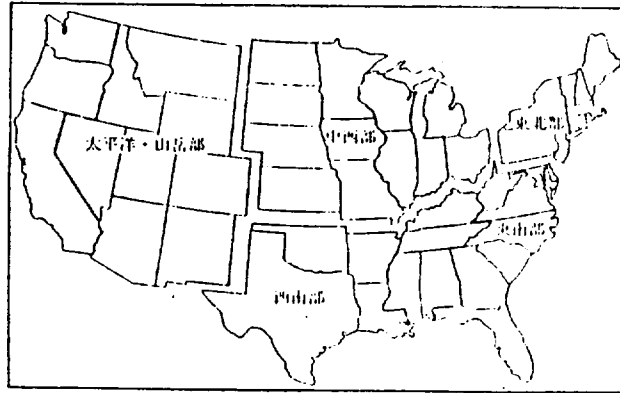 東北部
中西部
太平洋・山岳部
東南部
西南部